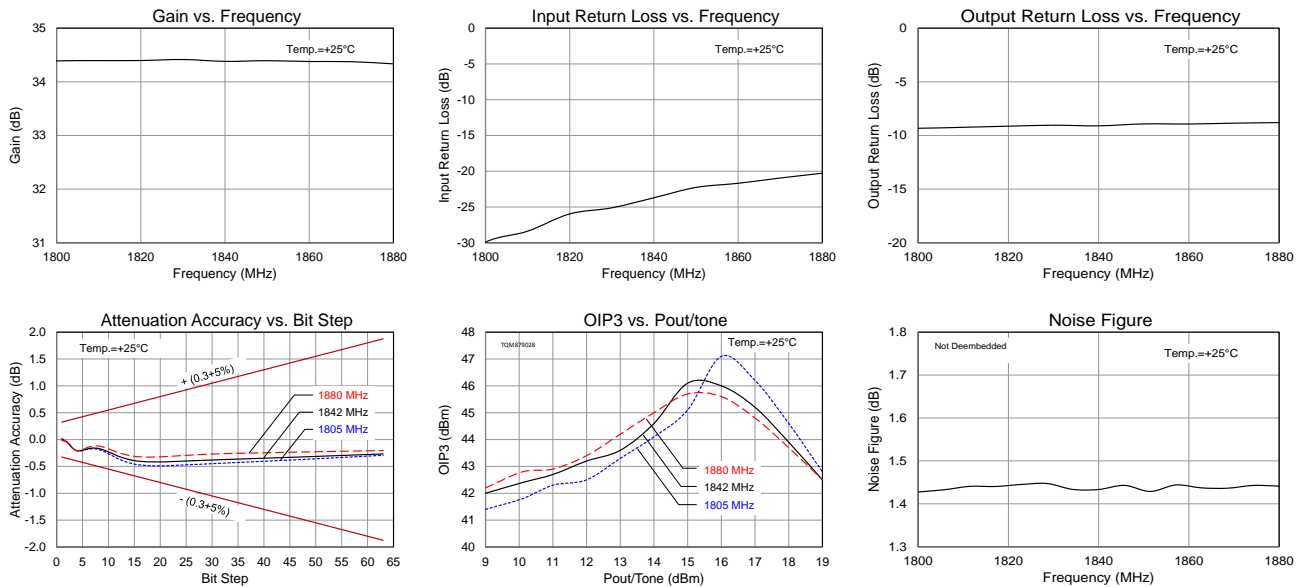 Gain vs. Frequency
35
34
33
32
31
Gain (dB)
Temp.=+25°C
1800
1820
1840
1860
1880
Frequency (MHz)
Input Return Loss vs. Frequency
0
-5
-10
-15
-20
-25
-30
Input Return Loss (dB)
Temp.=+25°C
1800
1820
1840
1860
1880
Frequency (MHz)
Output Return Loss vs. Frequency
0
-5
-10
-15
-20
Output Return Loss (dB)
Temp.=+25°C
1800
1820
1840
1860
1880
Frequency (MHz)
Attenuation Accuracy vs. Bit Step
2.0
1.5
1.0
0.5
0.0
-0.5
-1.0
-1.5
-2.0
Attenuation Accuracy (dB)
Temp.=+25°C
+ (0.3+5%)
1880 MHz
1842 MHz
1805 MHz
- (0.3+5%)
0
5
10
15
20
25
30
35
40
45
50
55
60
65
Bit Step
OIP3 vs. Pout/tone
48
47
46
45
44
43
42
41
40
OIP3 (dBm)
TQM879028
Temp.=+25°C
1880 MHz
1842 MHz
1805 MHz
9
10
11
12
13
14
15
16
17
18
19
Pout/Tone (dBm)
Noise Figure
1.8
1.7
1.6
1.5
1.4
1.3
Noise Figure (dB)
Not Deembedded
Temp.=+25°C
1800
1820
1840
1860
1880
Frequency (MHz)